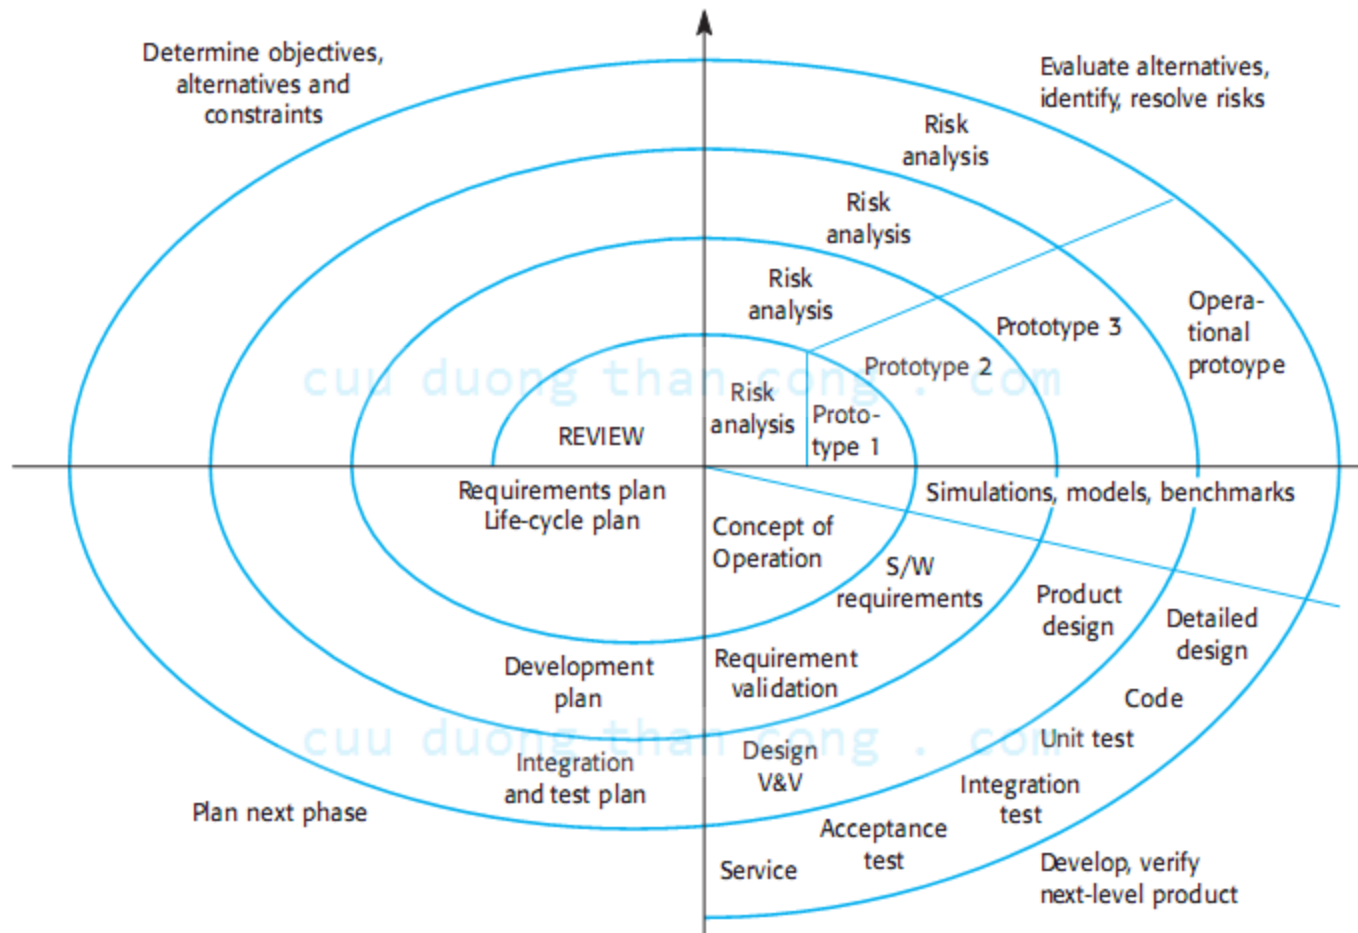 Determine objectives,
alternatives and
constraints
Evaluate alternatives,
identify, resolve risks
Risk
analysis
Risk
analysis
Risk
analysis
Opera-
tional
protoype
Prototype 3
Prototype 2
cuu duong than cong . com
Risk
analysis
Proto-
type 1
REVIEW
Requirements plan
Life-cycle plan
Simulations, models, benchmarks
Concept of
Operation
S/W
requirements
Product
design
Detailed
design
Requirement
validation
Development
plan
Code
cuu duong than cong . com
Unit test
Design
V&V
Integration
and test plan
Integration
test
Plan next phase
Acceptance
test
Service
Develop, verify
next-level product